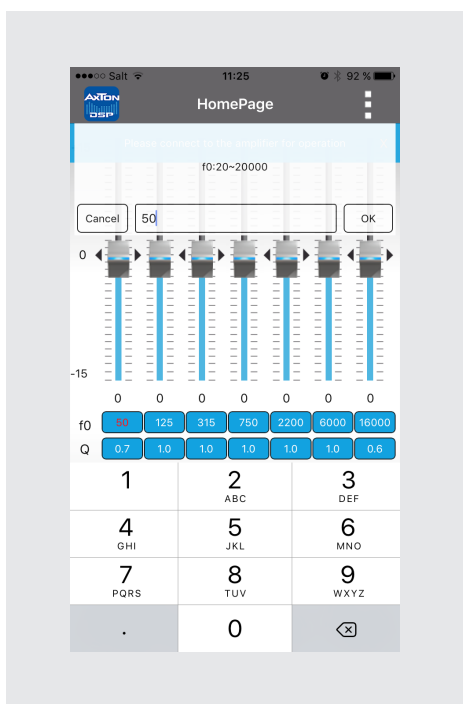 Salt 11:25 92 %
AXTON
DSP
HomePage
Please connect to the amplifier for operation
f0:20~20000
Cancel 50 OK
0
-15
0 0 0 0 0 0 0
f0 50 125 315 750 2200 6000 16000
Q 0.7 1.0 1.0 1.0 1.0 1.0 0.6
1 2 3
ABC DEF
4 5 6
GHI JKL MNO
7 8 9
PQRS TUV WXYZ
. 0